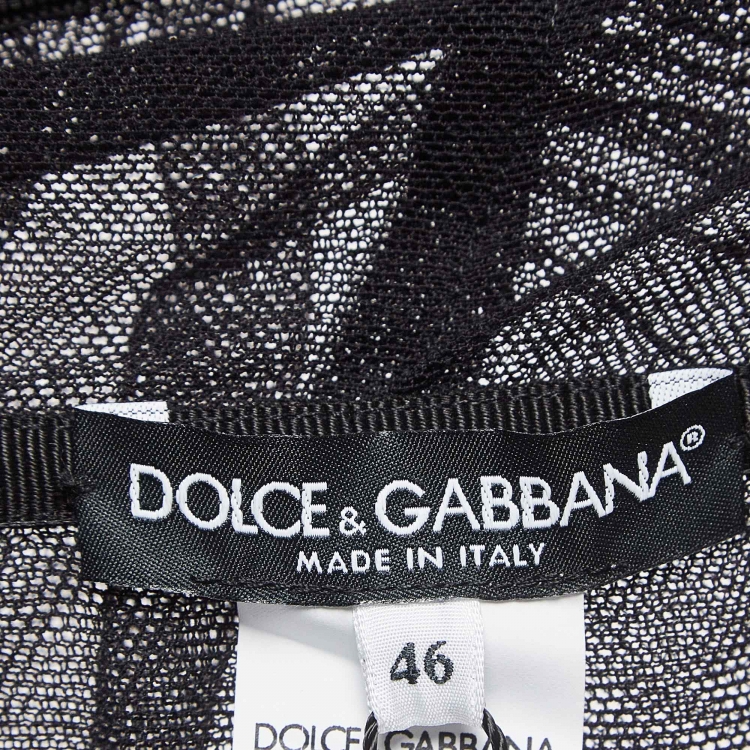 DOLCE & GABBANA®
MADE IN ITALY
46
DOLCE GABBANA